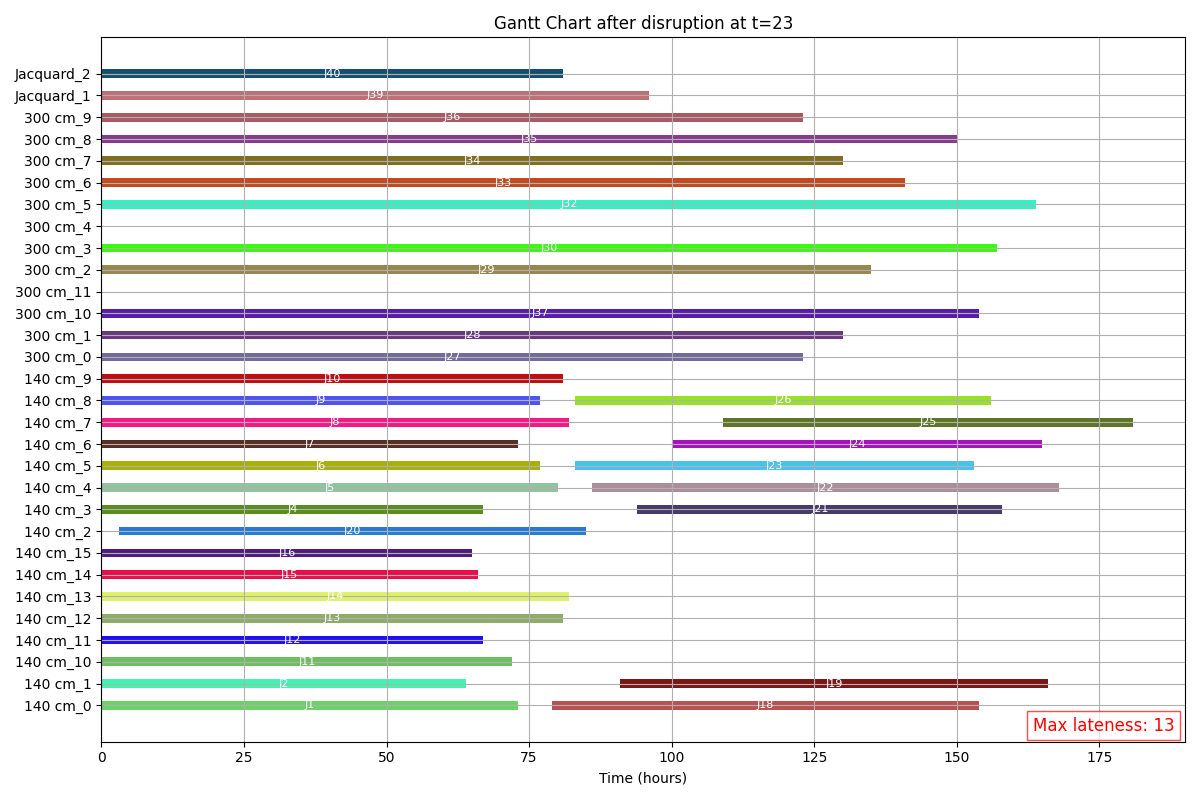 Gantt Chart after disruption at t=23
Jacquard_2 J40
Jacquard_1 J39
300 cm_9 J36
300 cm_8 J35
300 cm_7 J34
300 cm_6 J33
300 cm_5 J32
300 cm_4
300 cm_3 J30
300 cm_2 J29
300 cm_11
300 cm_10 J37
300 cm_1 J28
300 cm_0 J27
140 cm_9 J10
140 cm_8 J9 J26
140 cm_7 J8 J25
140 cm_6 J7 J24
140 cm_5 J6 J23
140 cm_4 J5 J22
140 cm_3 J4 J21
140 cm_2 J20
140 cm_15 J16
140 cm_14 J15
140 cm_13 J14
140 cm_12 J13
140 cm_11 J12
140 cm_10 J11
140 cm_1 J2 J19
140 cm_0 J1 J18
Max lateness: 13
0 25 50 75 100 125 150 175
Time (hours)